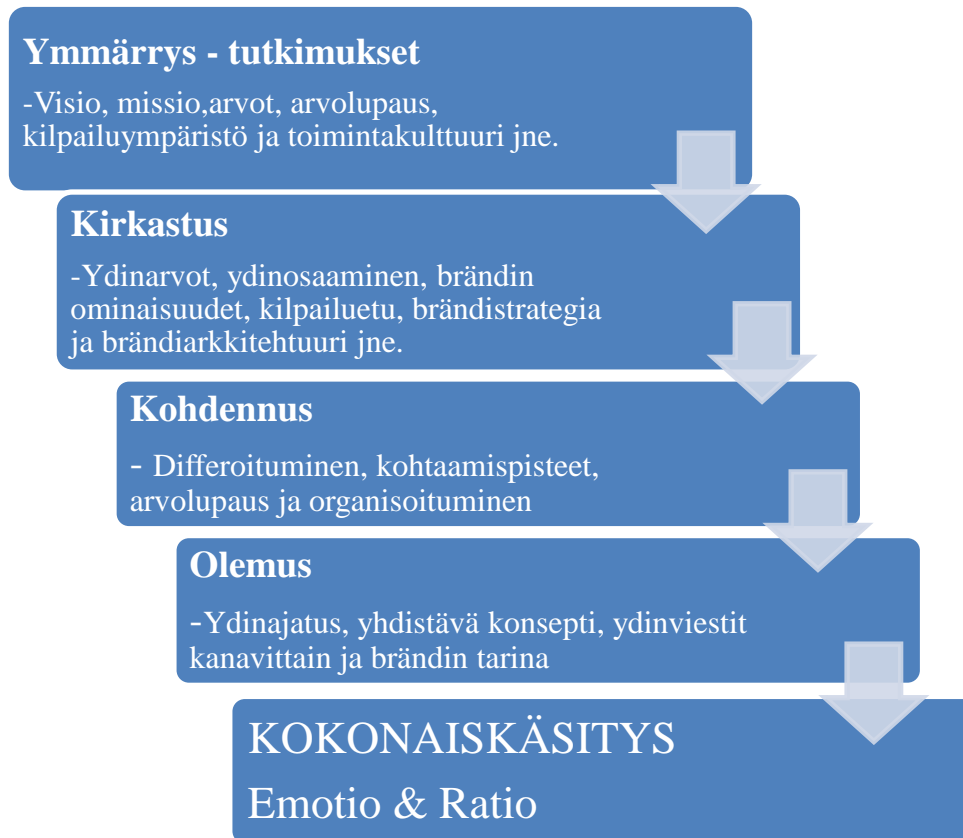 Ymmärrys - tutkimukset
-Visio, missio,arvot, arvolupaus,
kilpailuympäristö ja toimintakulttuuri jne.
Kirkastus
-Ydinarvot, ydinosaaminen, brändin
ominaisuudet, kilpailuetu, brändistrategia
ja brändiarkkitehtuuri jne.
Kohdennus
- Differoituminen, kohtaamispisteet,
arvolupaus ja organisoituminen
Olemus
-Ydinajatus, yhdistävä konsepti, ydinviestit
kanavittain ja brändin tarina
KOKONAISKÄSITYS
Emotio & Ratio